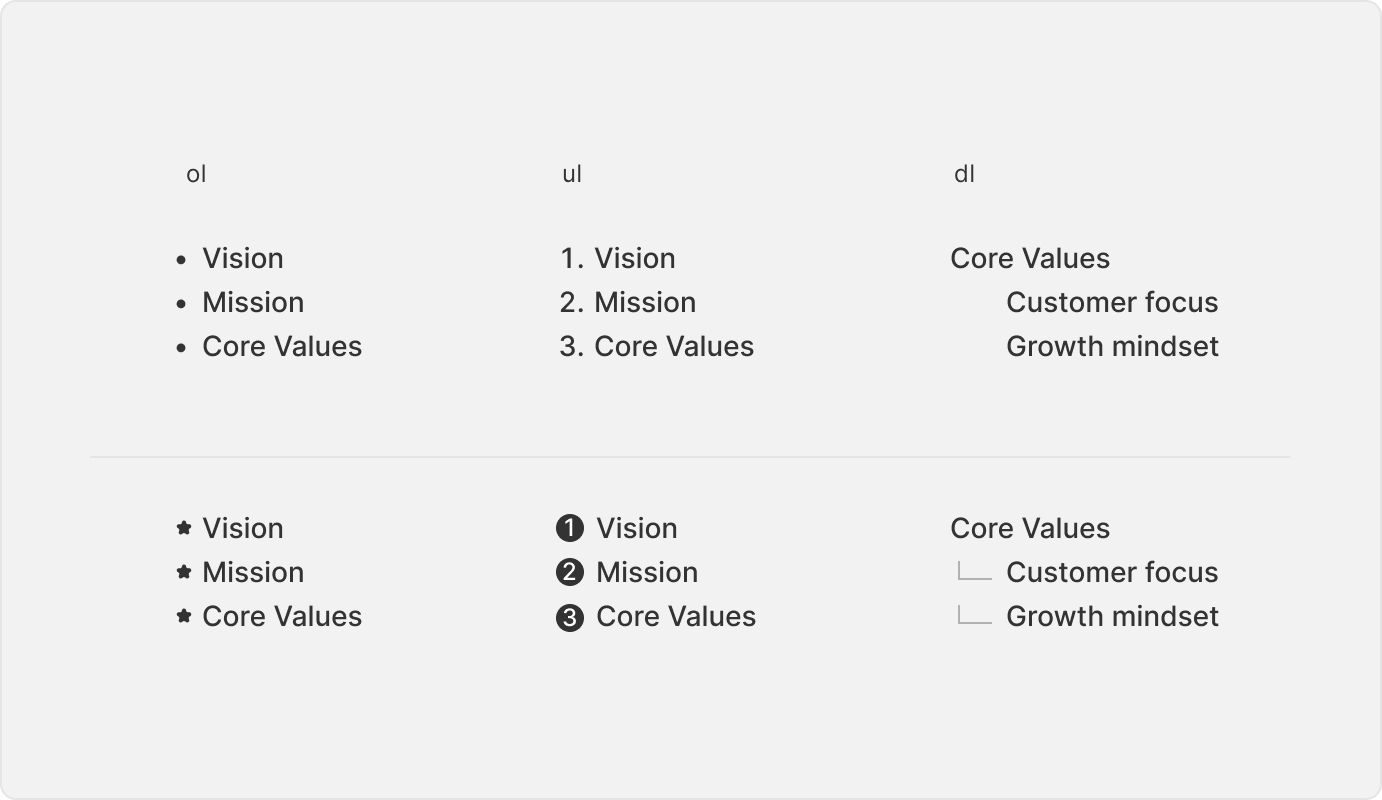 ol
• Vision
• Mission
• Core Values
ul
1. Vision
2. Mission
3. Core Values
dl
Core Values
Customer focus
Growth mindset
★ Vision
★ Mission
★ Core Values
❶ Vision
❷ Mission
❸ Core Values
Core Values
Customer focus
Growth mindset